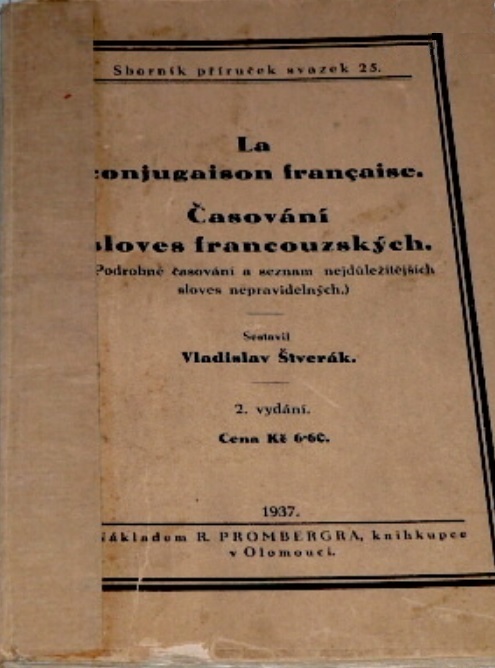 Sborník příruček svazek 25.
La
conjugaison française.
Časování
sloves francouzských.
(Podrobné časování a seznam nejdůležitějších
sloves nepravidelných.)
Sestavil
Vladislav Štverák.
2. vydání.
Cena Kč 6·60.
1937.
Nákladem R. PROMBERGRA, knihkupce
v Olomouci.